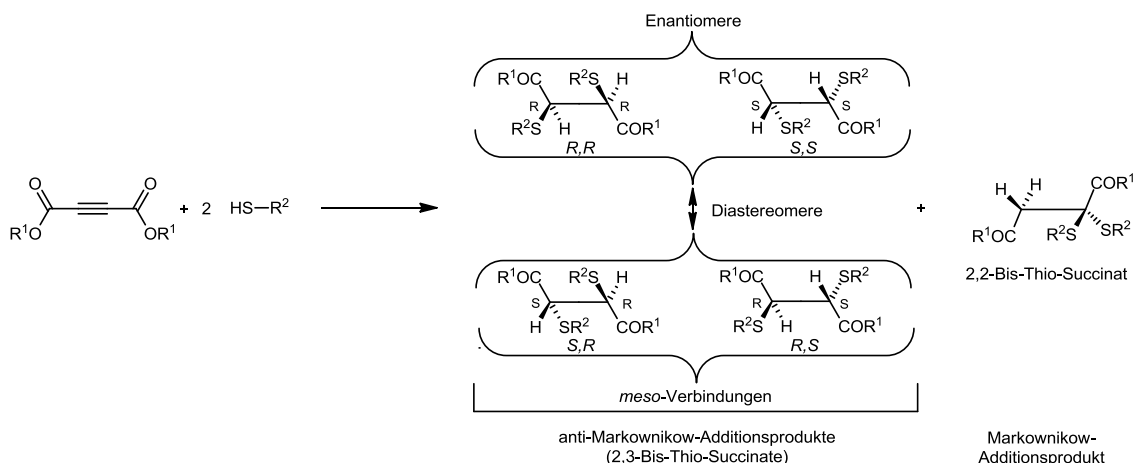 Enantiomere
R¹OC R²S H
R R
R²S H COR¹
R,R
R¹OC H SR²
S S
H SR² COR¹
S,S
O O
R¹O OR¹
+ 2 HS R²
Diastereomere
+
H H COR¹
R¹OC R²S SR²
2,2-Bis-Thio-Succinat
R¹OC R²S H
S R
H SR² COR¹
S,R
R¹OC H SR²
R S
R²S H COR¹
R,S
meso-Verbindungen
anti-Markownikow-Additionsprodukte
(2,3-Bis-Thio-Succinate)
Markownikow-
Additionsprodukt